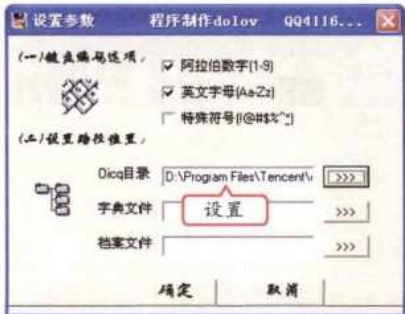 设置参数 程序制作dolov QQ4116...
(一)键盘编码选项,
阿拉伯数字(1-9)
英文字母(Aa-Zz)
特殊符号(!@#$%^*)
(二)设置路径位置,
Oicq目录 D:\Program Files\Tencent\ >>>
设置
字典文件 >>>
档案文件 >>>
确定 取消